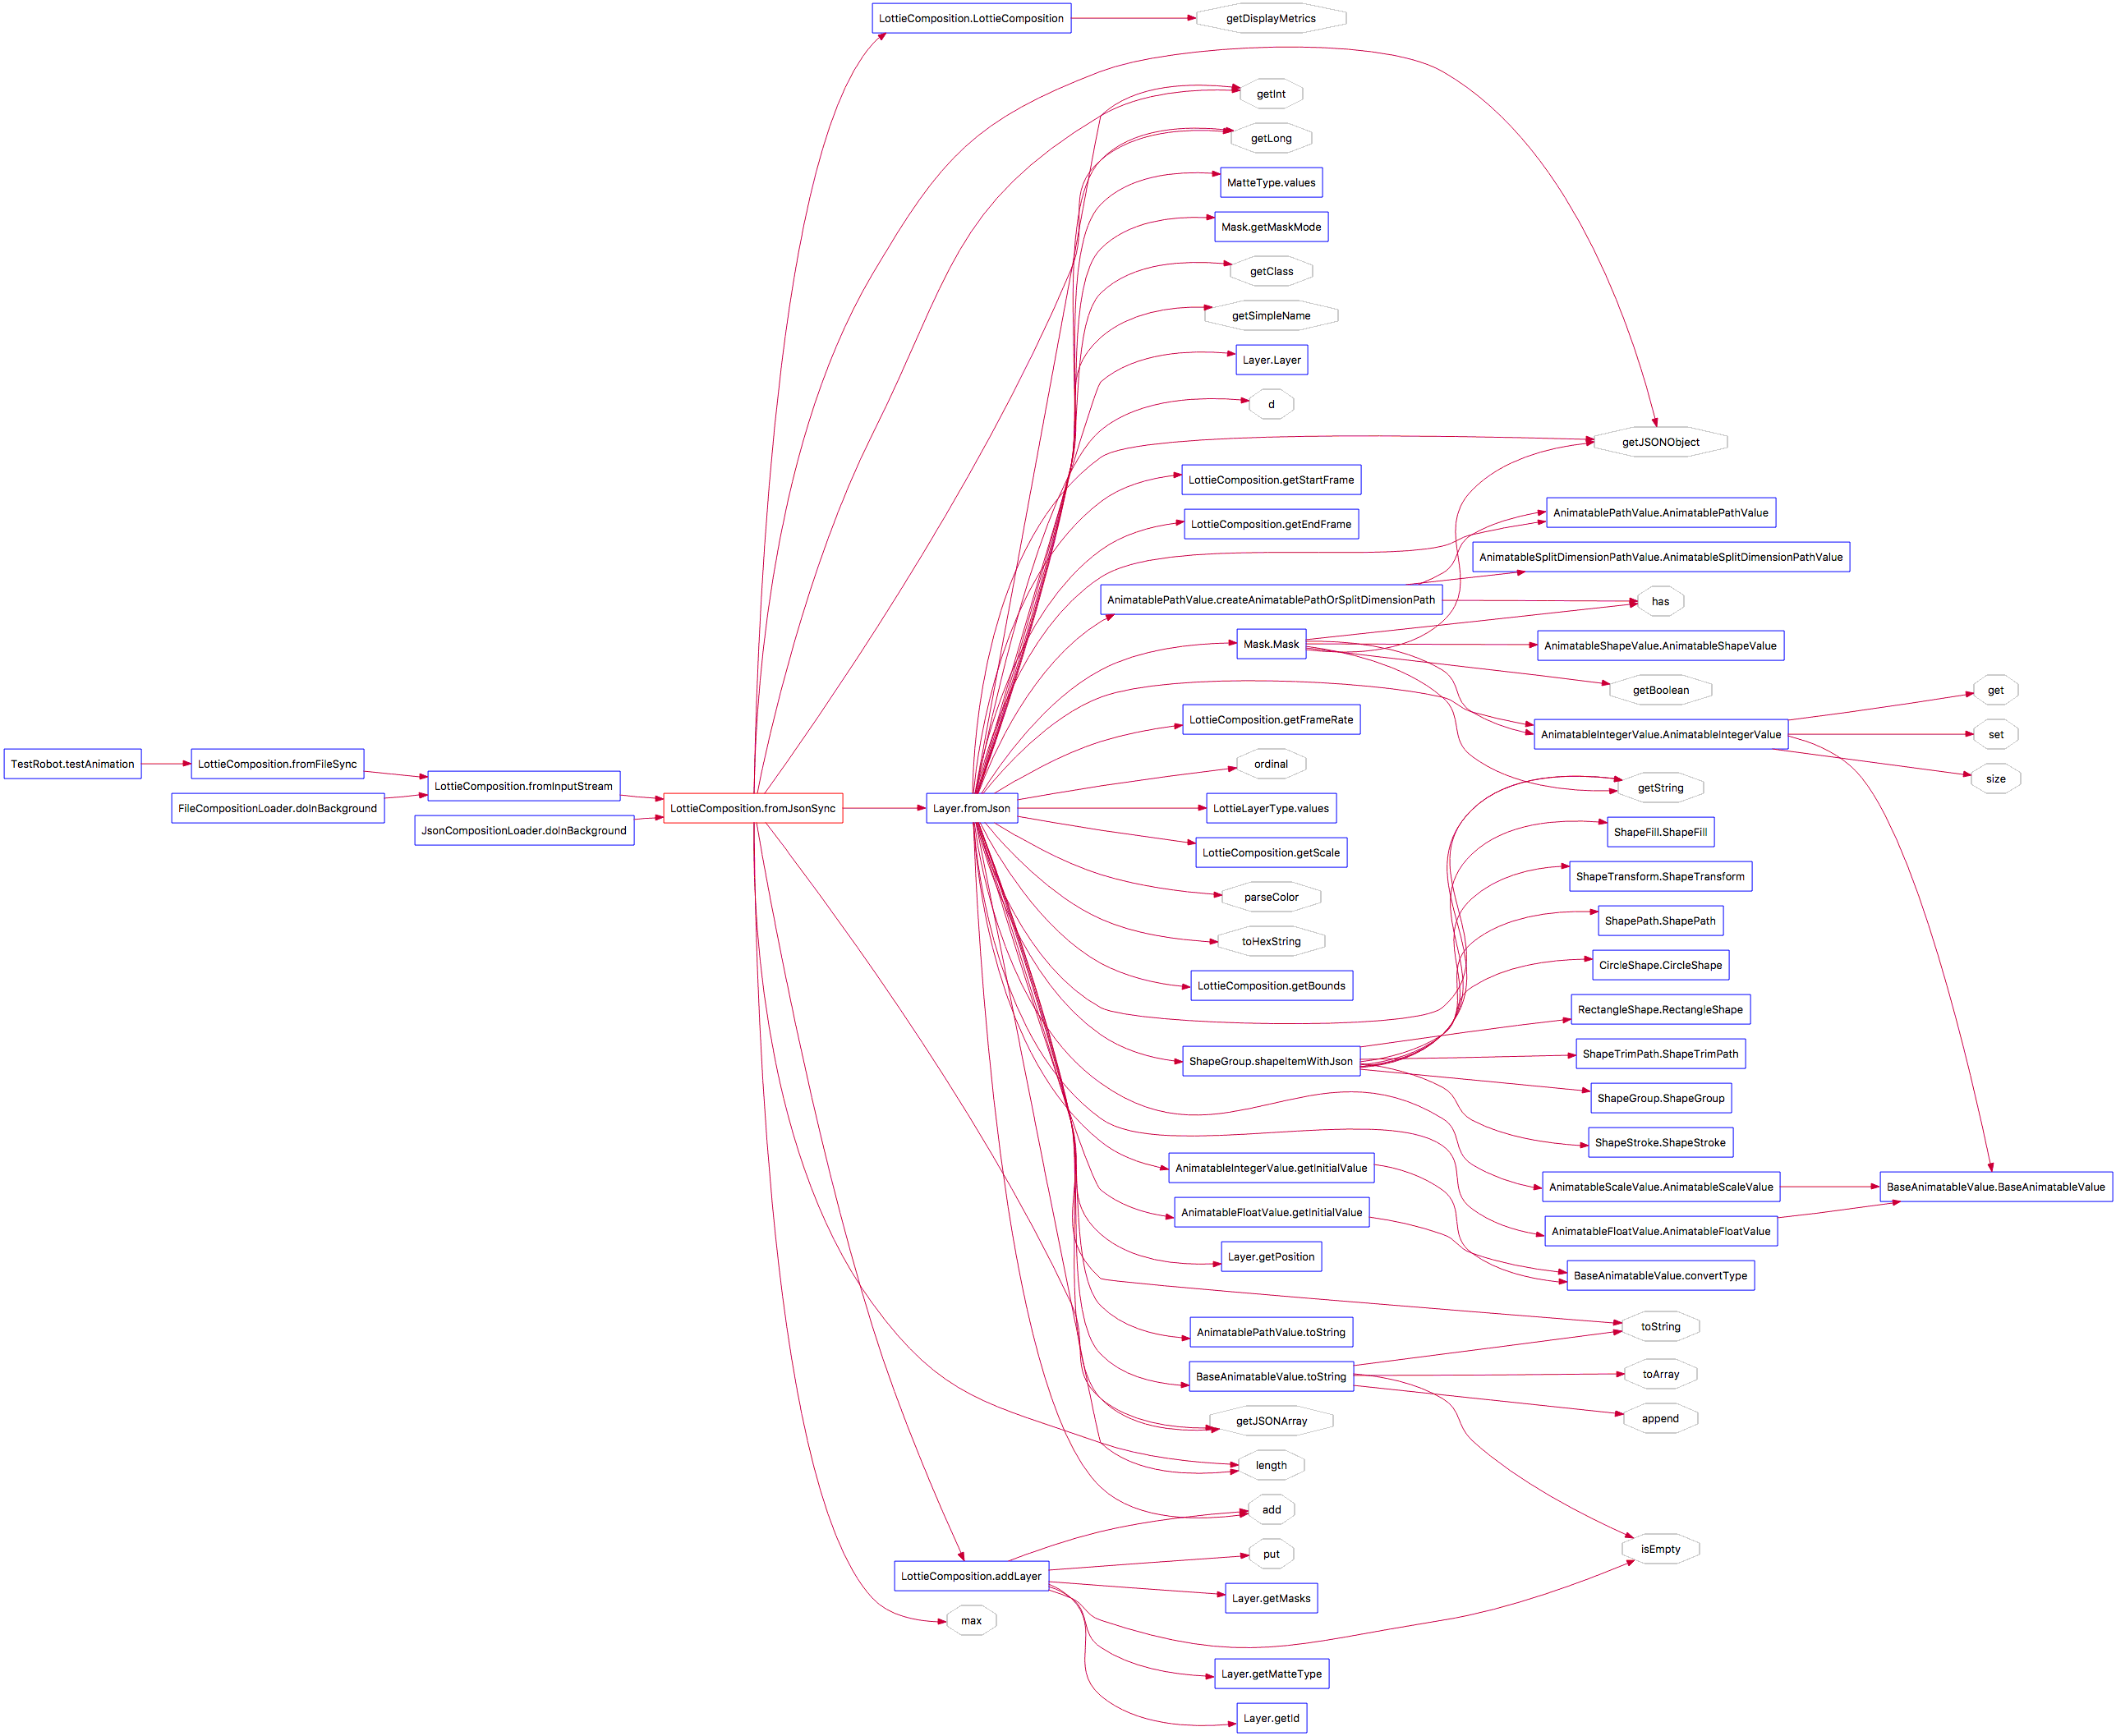 TestRobot.testAnimation
LottieComposition.fromFileSync
FileCompositionLoader.doInBackground
LottieComposition.fromInputStream
JsonCompositionLoader.doInBackground
LottieComposition.fromJsonSync
LottieComposition.LottieComposition
Layer.fromJson
LottieComposition.addLayer
max
getDisplayMetrics
getInt
getLong
MatteType.values
Mask.getMaskMode
getClass
getSimpleName
Layer.Layer
d
LottieComposition.getStartFrame
LottieComposition.getEndFrame
AnimatablePathValue.createAnimatablePathOrSplitDimensionPath
Mask.Mask
LottieComposition.getFrameRate
ordinal
LottieLayerType.values
LottieComposition.getScale
parseColor
toHexString
LottieComposition.getBounds
ShapeGroup.shapeItemWithJson
AnimatableIntegerValue.getInitialValue
AnimatableFloatValue.getInitialValue
Layer.getPosition
AnimatablePathValue.toString
BaseAnimatableValue.toString
getJSONArray
length
add
put
Layer.getMasks
Layer.getMatteType
Layer.getId
getJSONObject
AnimatablePathValue.AnimatablePathValue
AnimatableSplitDimensionPathValue.AnimatableSplitDimensionPathValue
has
AnimatableShapeValue.AnimatableShapeValue
getBoolean
AnimatableIntegerValue.AnimatableIntegerValue
getString
ShapeFill.ShapeFill
ShapeTransform.ShapeTransform
ShapePath.ShapePath
CircleShape.CircleShape
RectangleShape.RectangleShape
ShapeTrimPath.ShapeTrimPath
ShapeGroup.ShapeGroup
ShapeStroke.ShapeStroke
AnimatableScaleValue.AnimatableScaleValue
AnimatableFloatValue.AnimatableFloatValue
BaseAnimatableValue.convertType
toString
toArray
append
isEmpty
get
set
size
BaseAnimatableValue.BaseAnimatableValue